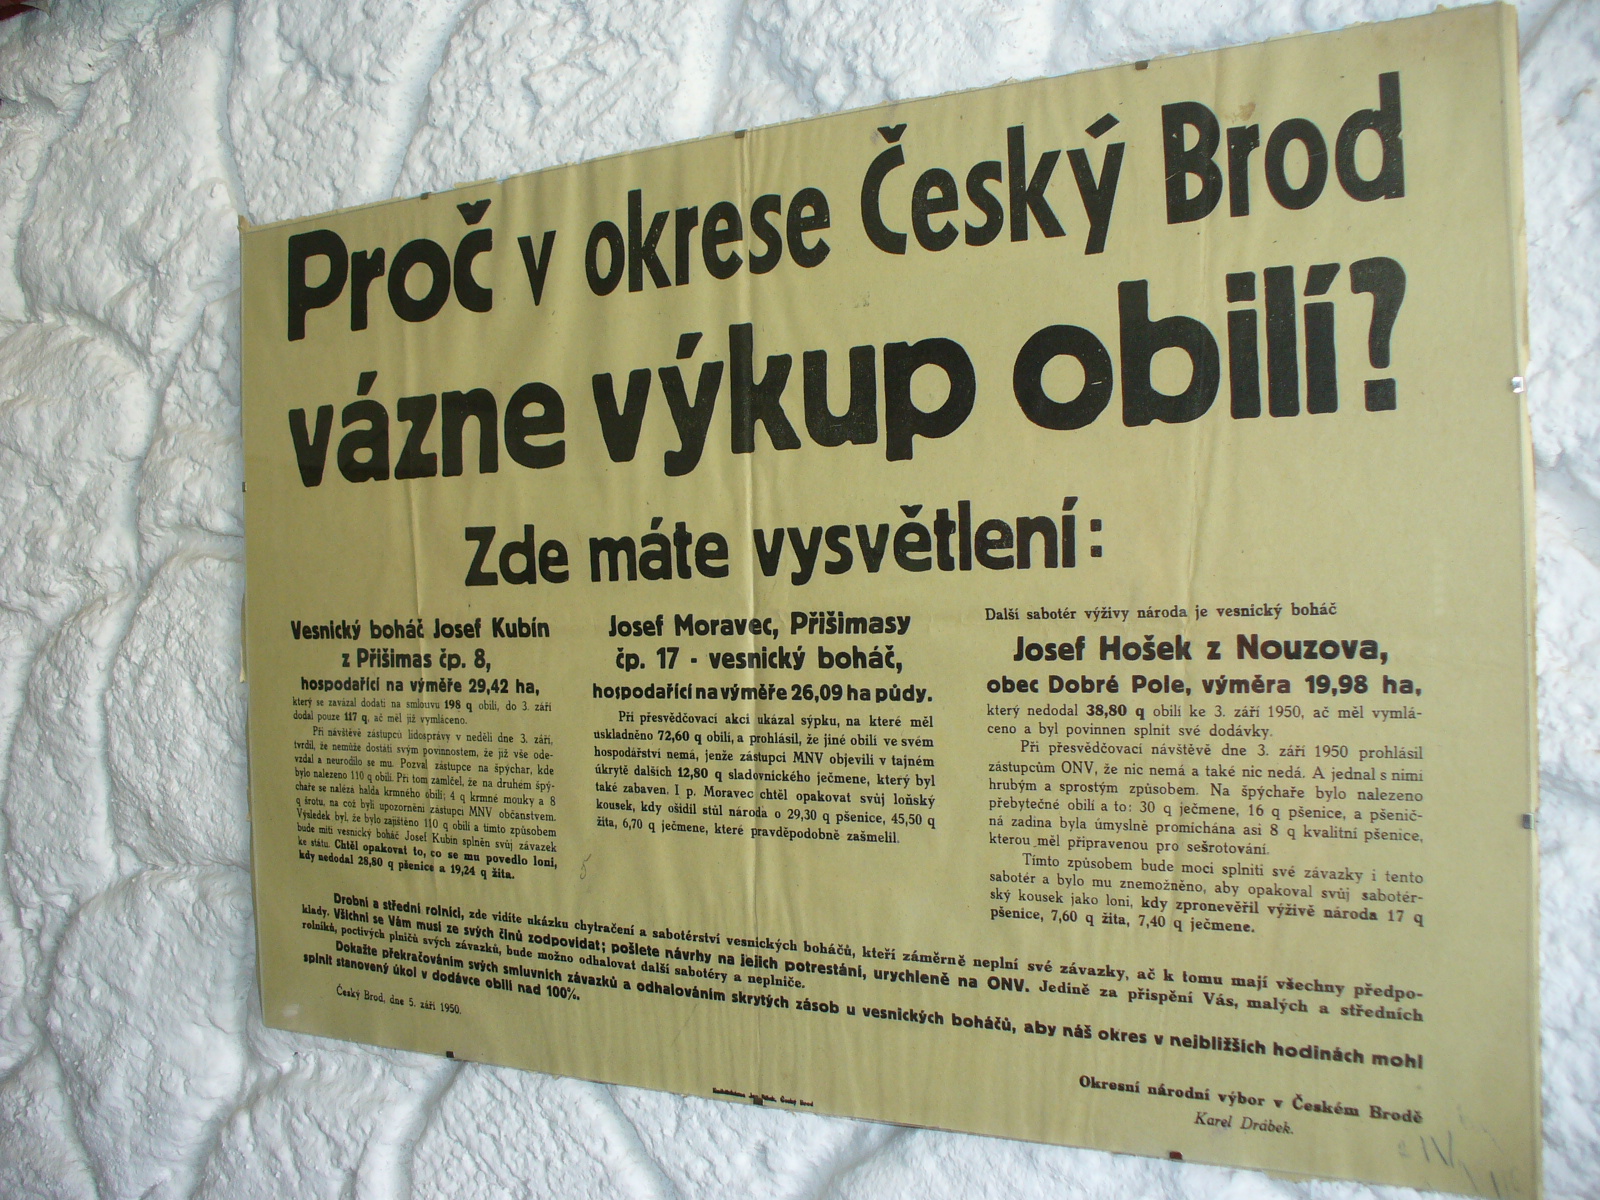 Proč v okrese Český Brod
vázne výkup obilí?
Zde máte vysvětlení:
Vesnický boháč Josef Kubín
z Přišimas čp. 8,
hospodařící na výměře 29,42 ha,
který se zavázal dodati na smlouvu 198 q obilí, do 3. září
dodal pouze 117 q, ač měl již vymláceno.
Při návštěvě zástupců lidosprávy v neděli dne 3. září,
tvrdil, že nemůže dostáti svým povinnostem, že již vše ode-
vzdal a neurodilo se mu. Pozval zástupce na špýchar, kde
bylo nalezeno 110 q obilí. Při tom zamlčel, že na druhém špý-
chaře se nalézá halda krmného obilí; 4 q krmné mouky a 8
q šrotu, na což byli upozorněni zástupci MNV občanstvem.
Výsledek byl, že bylo zajištěno 110 q obilí a tímto způsobem
bude míti vesnický boháč Josef Kubín splněn svůj závazek
ke státu. Chtěl opakovat to, co se mu povedlo loni,
kdy nedodal 28,80 q pšenice a 19,24 q žita.
Josef Moravec, Přišimasy
čp. 17 - vesnický boháč,
hospodařící na výměře 26,09 ha půdy.
Při přesvědčovací akci ukázal sýpku, na které měl
uskladněno 72,60 q obilí, a prohlásil, že jiné obilí ve svém
hospodářství nemá, jenže zástupci MNV objevili v tajném
úkrytě dalších 12,80 q sladovnického ječmene, který byl
také zabaven. I p. Moravec chtěl opakovat svůj loňský
kousek, kdy ošidil stůl národa o 29,30 q pšenice, 45,50 q
žita, 6,70 q ječmene, které pravděpodobně zašmelil.
Další sabotér výživy národa je vesnický boháč
Josef Hošek z Nouzova,
obec Dobré Pole, výměra 19,98 ha,
který nedodal 38,80 q obilí ke 3. září 1950, ač měl vymlá-
ceno a byl povinnen splnit své dodávky.
Při přesvědčovací návštěvě dne 3. září 1950 prohlásil
zástupcům ONV, že nic nemá a také nic nedá. A jednal s nimi
hrubým a sprostým způsobem. Na špýchaře bylo nalezeno
přebytečné obilí a to: 30 q ječmene, 16 q pšenice, a pšenič-
ná zadina byla úmyslně promíchána asi 8 q kvalitní pšenice,
kterou měl připravenou pro sešrotování.
Tímto způsobem bude moci splniti své závazky i tento
sabotér a bylo mu znemožněno, aby opakoval svůj sabotér-
ský kousek jako loni, kdy zpronevěřil výživě národa 17 q
pšenice, 7,60 q žita, 7,40 q ječmene.
Drobní a střední rolníci, zde vidíte ukázku chytračení a sabotérství vesnických boháčů, kteří záměrně neplní své závazky, ač k tomu mají všechny předpo-
klady. Všichni se Vám musí ze svých činů zodpovídat; pošlete návrhy na jejich potrestání, urychleně na ONV. Jedině za přispění Vás, malých a středních
rolníků, poctivých plničů svých závazků, bude možno odhalovat další sabotéry a neplniče.
Dokažte překračováním svých smluvních závazků a odhalováním skrytých zásob u vesnických boháčů, aby náš okres v nejbližších hodinách mohl
splnit stanovený úkol v dodávce obilí nad 100%.
Český Brod, dne 5. září 1950.
Okresní národní výbor v Českém Brodě
Karel Drábek.
Český Brod